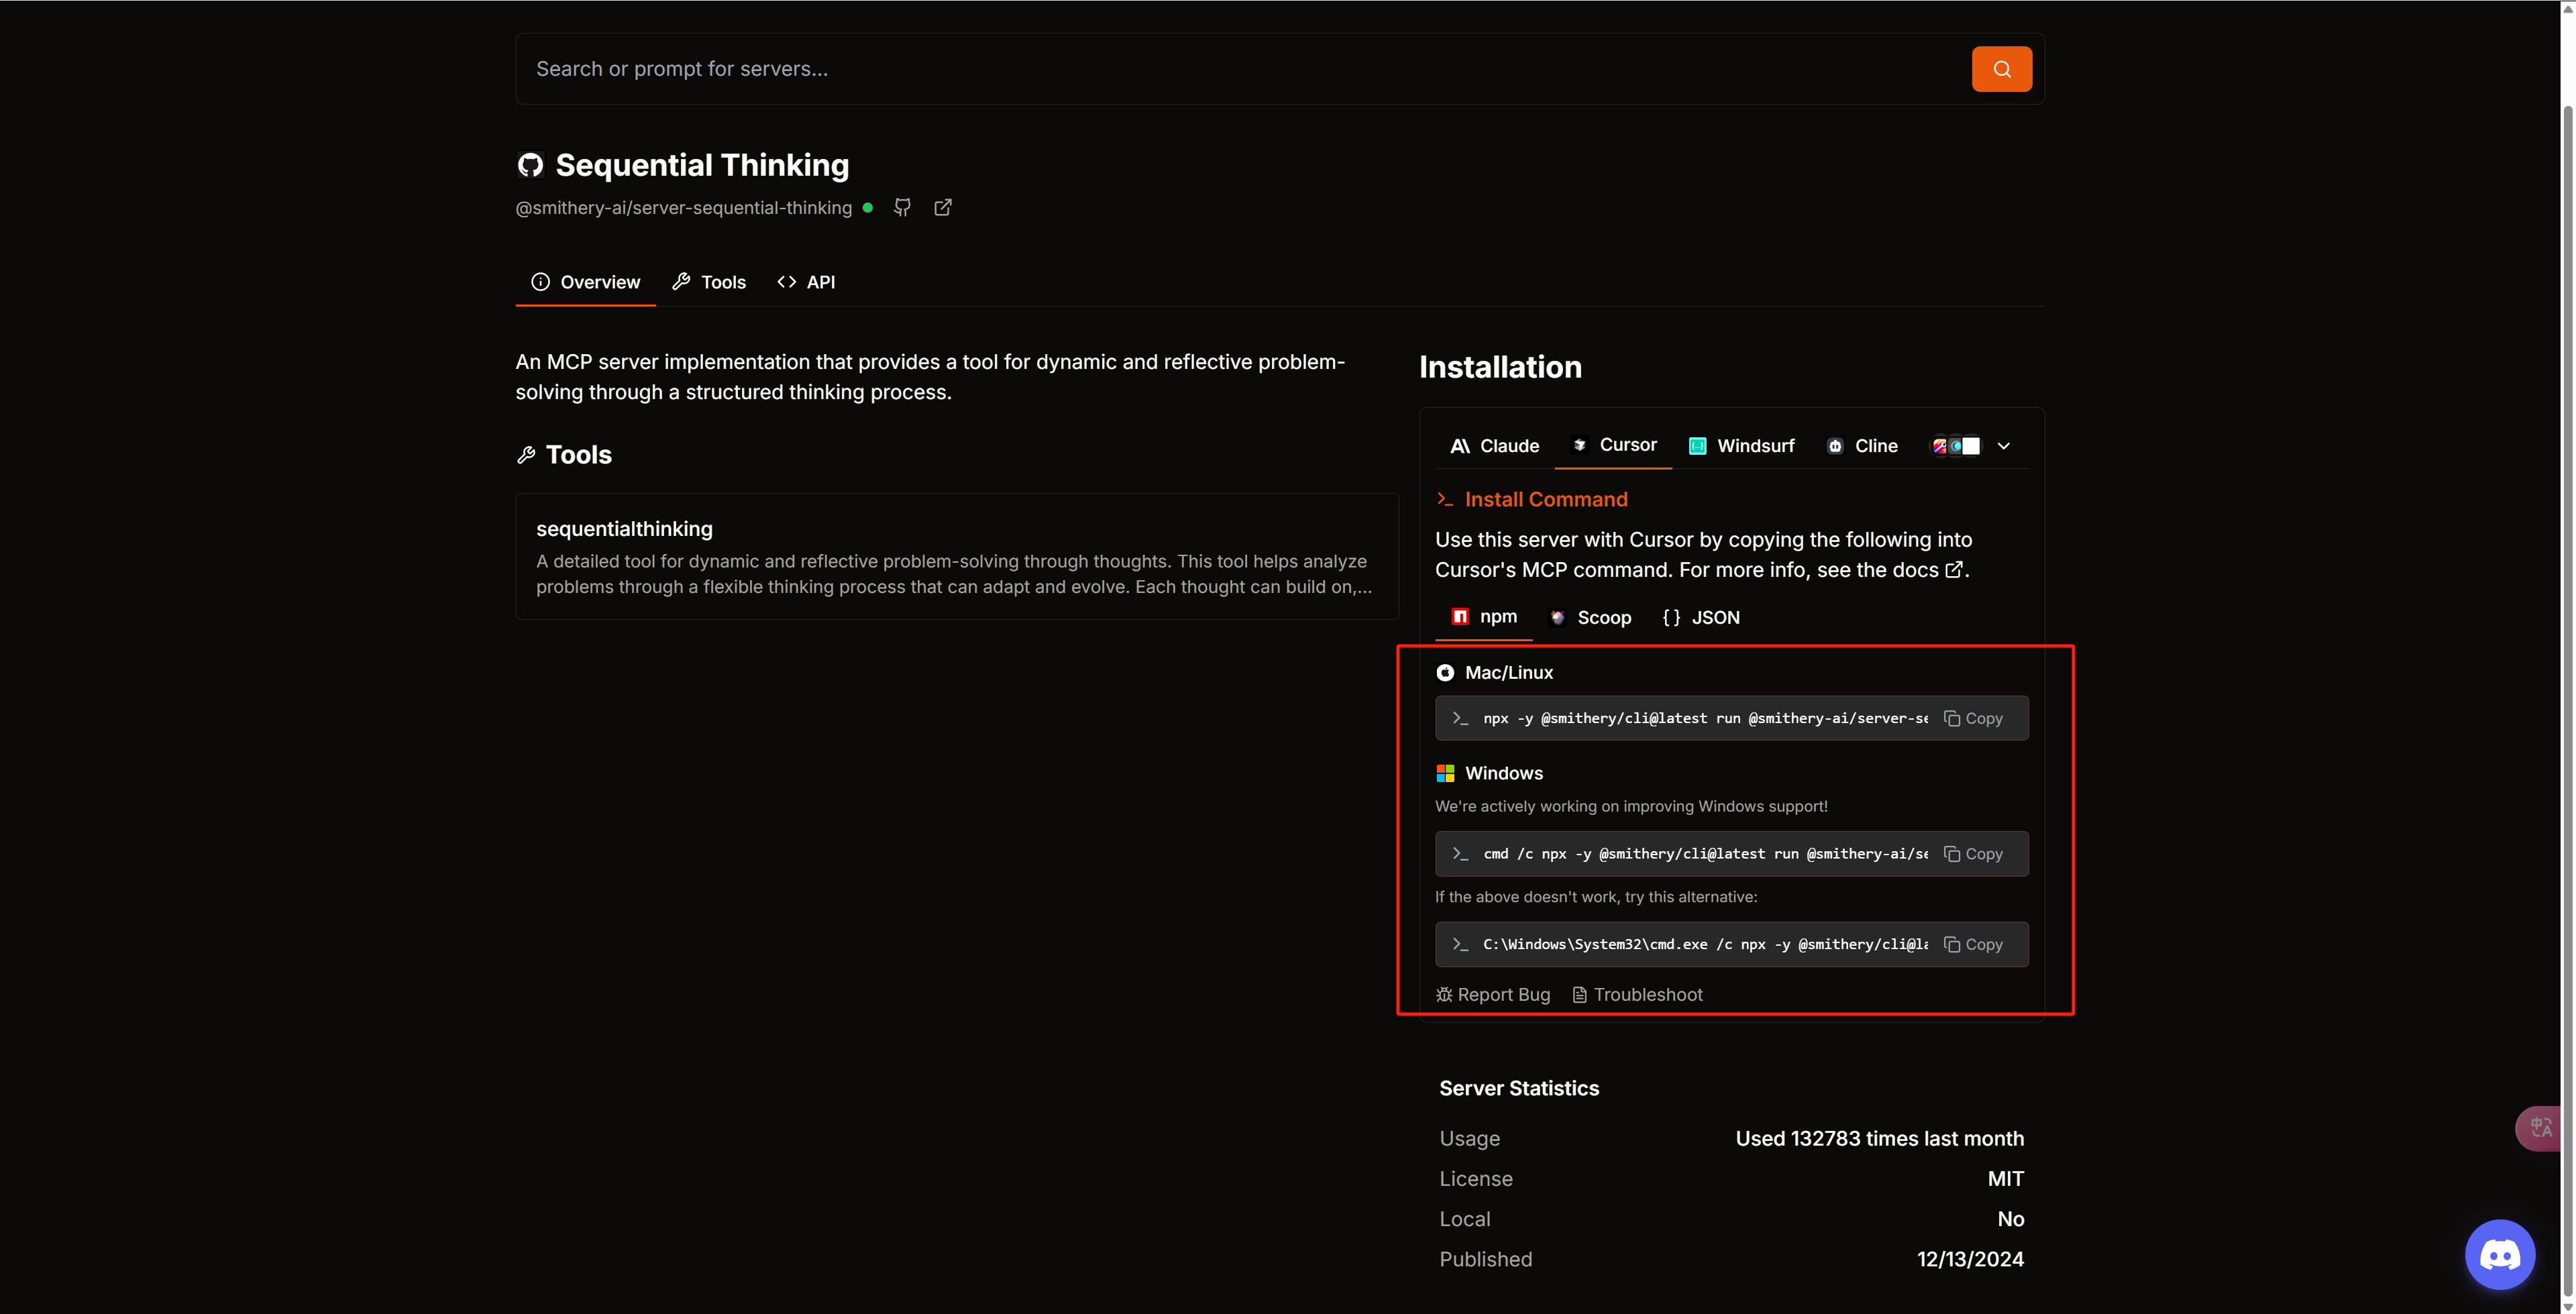 Search or prompt for servers...
Sequential Thinking
@smithery-ai/server-sequential-thinking
Overview
Tools
API
An MCP server implementation that provides a tool for dynamic and reflective problem-
solving through a structured thinking process.
Tools
sequentialthinking
A detailed tool for dynamic and reflective problem-solving through thoughts. This tool helps analyze
problems through a flexible thinking process that can adapt and evolve. Each thought can build on,...
Installation
Claude
Cursor
Windsurf
Cline
>_ Install Command
Use this server with Cursor by copying the following into
Cursor's MCP command. For more info, see the docs.
npm
Scoop
{} JSON
Mac/Linux
>_ npx -y @smithery/cli@latest run @smithery-ai/server-se
Copy
Windows
We're actively working on improving Windows support!
>_ cmd /c npx -y @smithery/cli@latest run @smithery-ai/se
Copy
If the above doesn't work, try this alternative:
>_ C:\Windows\System32\cmd.exe /c npx -y @smithery/cli@la
Copy
Report Bug
Troubleshoot
Server Statistics
Usage Used 132783 times last month
License MIT
Local No
Published 12/13/2024
中A